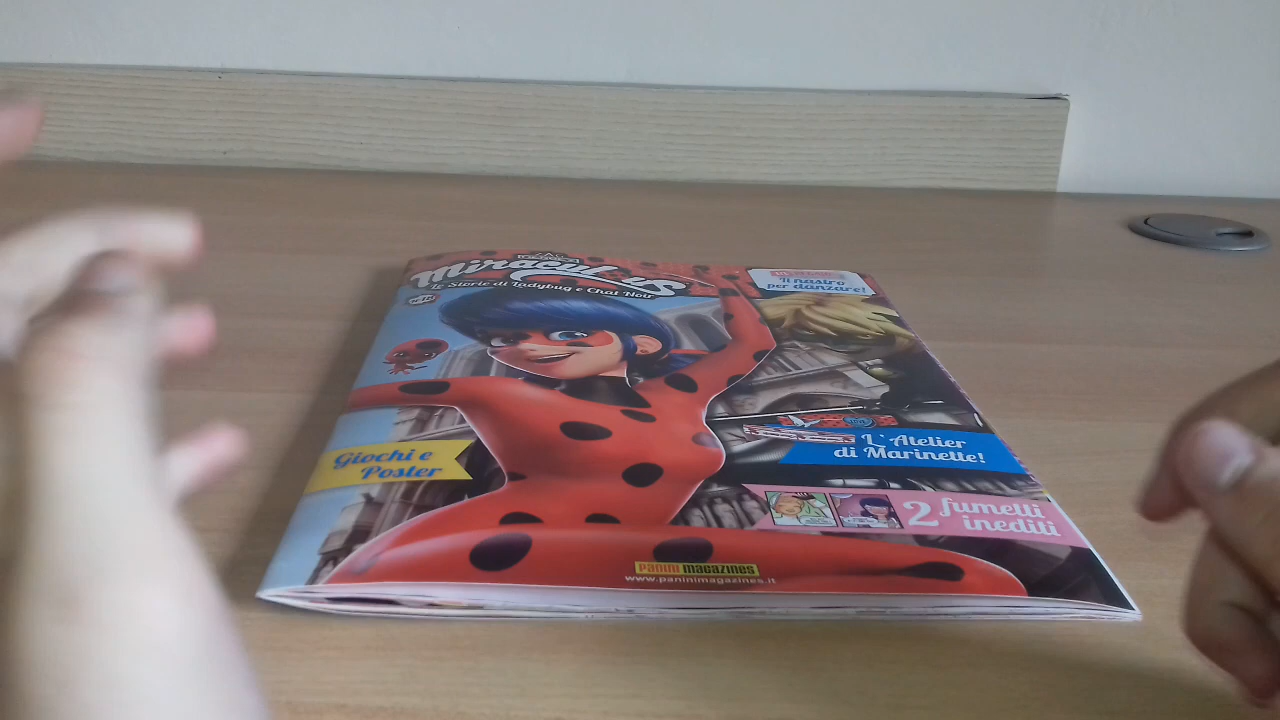 Miraculous
Le Storie di Ladybug e Chat Noir
Il nastro
per danzare!
Giochi e
Poster
L'Atelier
di Marinette!
2 fumetti
inediti
PANINI MAGAZINES
www.paninimagazines.it